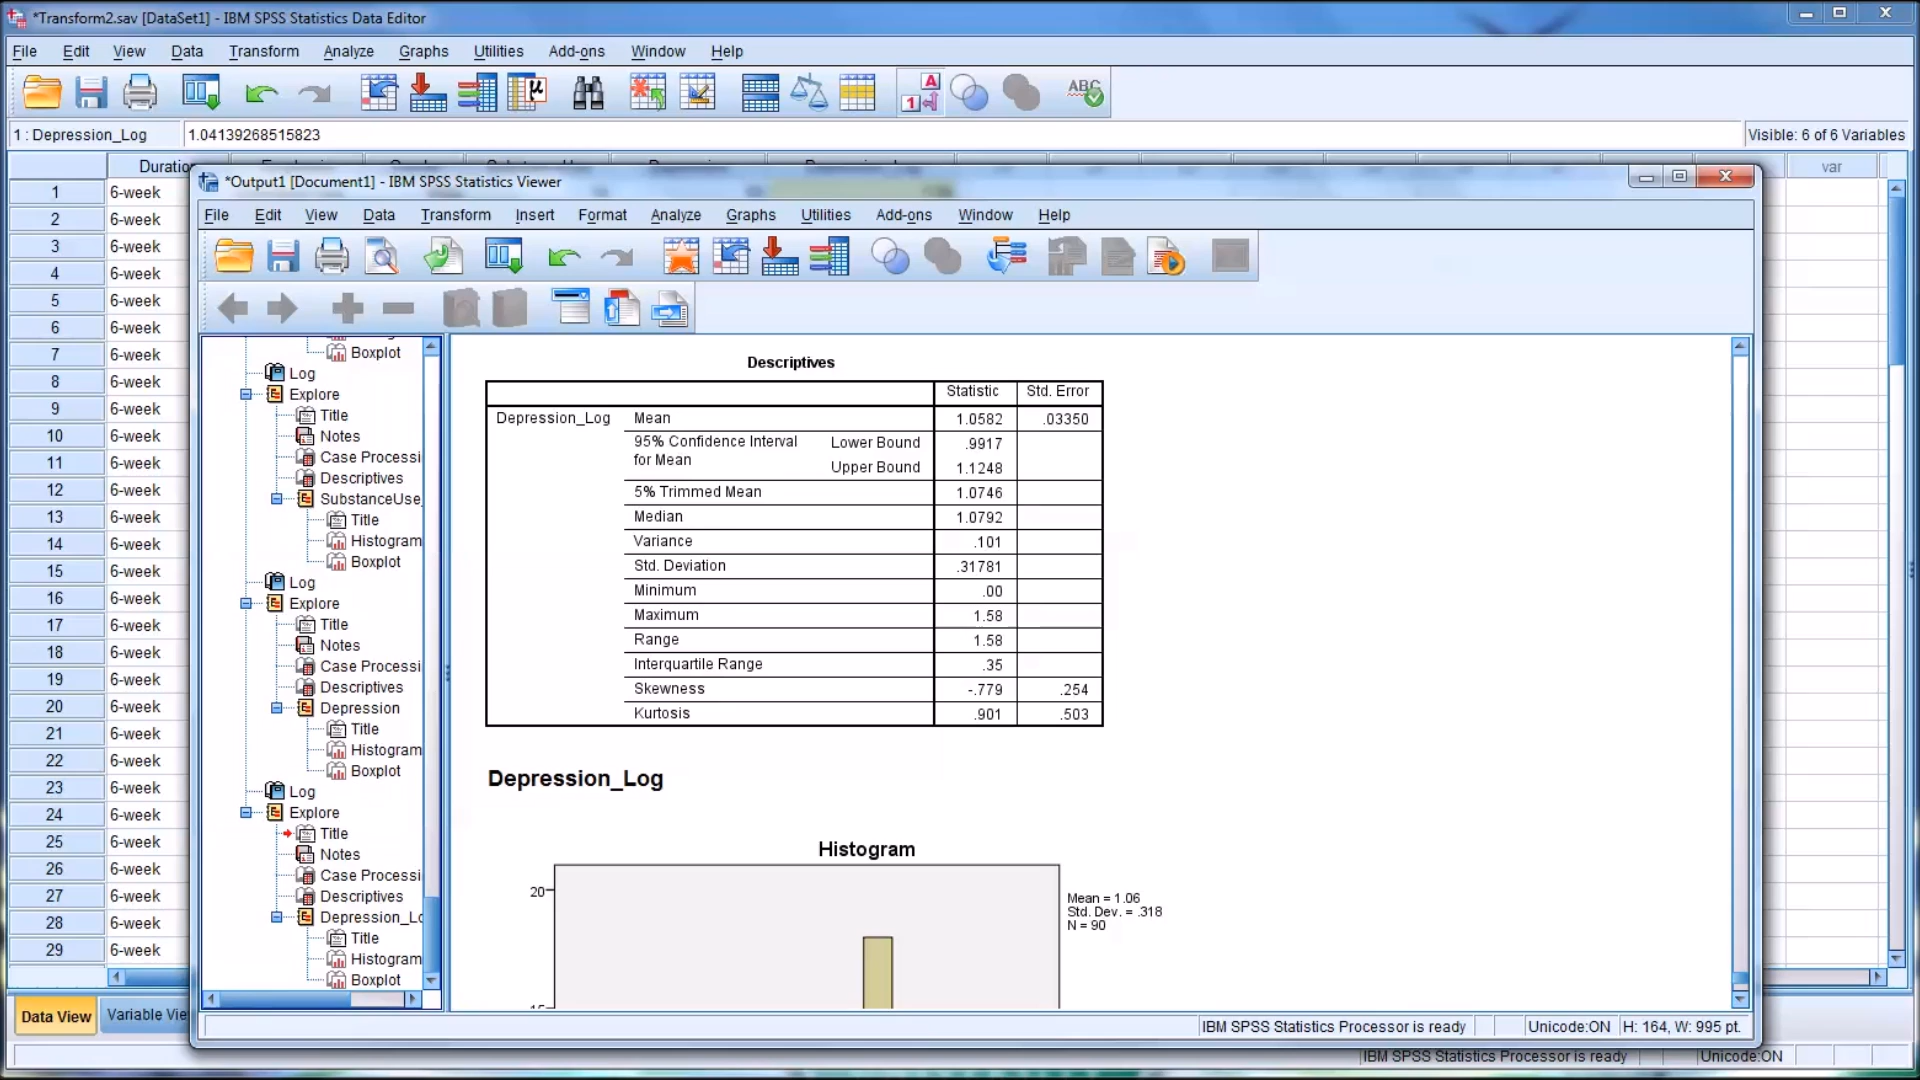 *Transform2.sav [DataSet1] - IBM SPSS Statistics Data Editor
File Edit View Data Transform Analyze Graphs Utilities Add-ons Window Help
1 : Depression_Log 1.04139268515823 Visible: 6 of 6 Variables
var
1 6-week
2 6-week
3 6-week
4 6-week
5 6-week
6 6-week
7 6-week
8 6-week
9 6-week
10 6-week
11 6-week
12 6-week
13 6-week
14 6-week
15 6-week
16 6-week
17 6-week
18 6-week
19 6-week
20 6-week
21 6-week
22 6-week
23 6-week
24 6-week
25 6-week
26 6-week
27 6-week
28 6-week
29 6-week
Data View Variable Vie
*Output1 [Document1] - IBM SPSS Statistics Viewer
File Edit View Data Transform Insert Format Analyze Graphs Utilities Add-ons Window Help
Boxplot
Log
Explore
Title
Notes
Case Processi
Descriptives
SubstanceUse_
Title
Histogram
Boxplot
Log
Explore
Title
Notes
Case Processi
Descriptives
Depression
Title
Histogram
Boxplot
Log
Explore
Title
Notes
Case Processi
Descriptives
Depression_Lo
Title
Histogram
Boxplot
Descriptives
Statistic Std. Error
Depression_Log Mean 1.0582 .03350
95% Confidence Interval for Mean Lower Bound .9917
Upper Bound 1.1248
5% Trimmed Mean 1.0746
Median 1.0792
Variance .101
Std. Deviation .31781
Minimum .00
Maximum 1.58
Range 1.58
Interquartile Range .35
Skewness -.779 .254
Kurtosis .901 .503
Depression_Log
Histogram
20
Mean = 1.06
Std. Dev. = .318
N = 90
IBM SPSS Statistics Processor is ready Unicode:ON H: 164, W: 995 pt.
IBM SPSS Statistics Processor is ready Unicode:ON